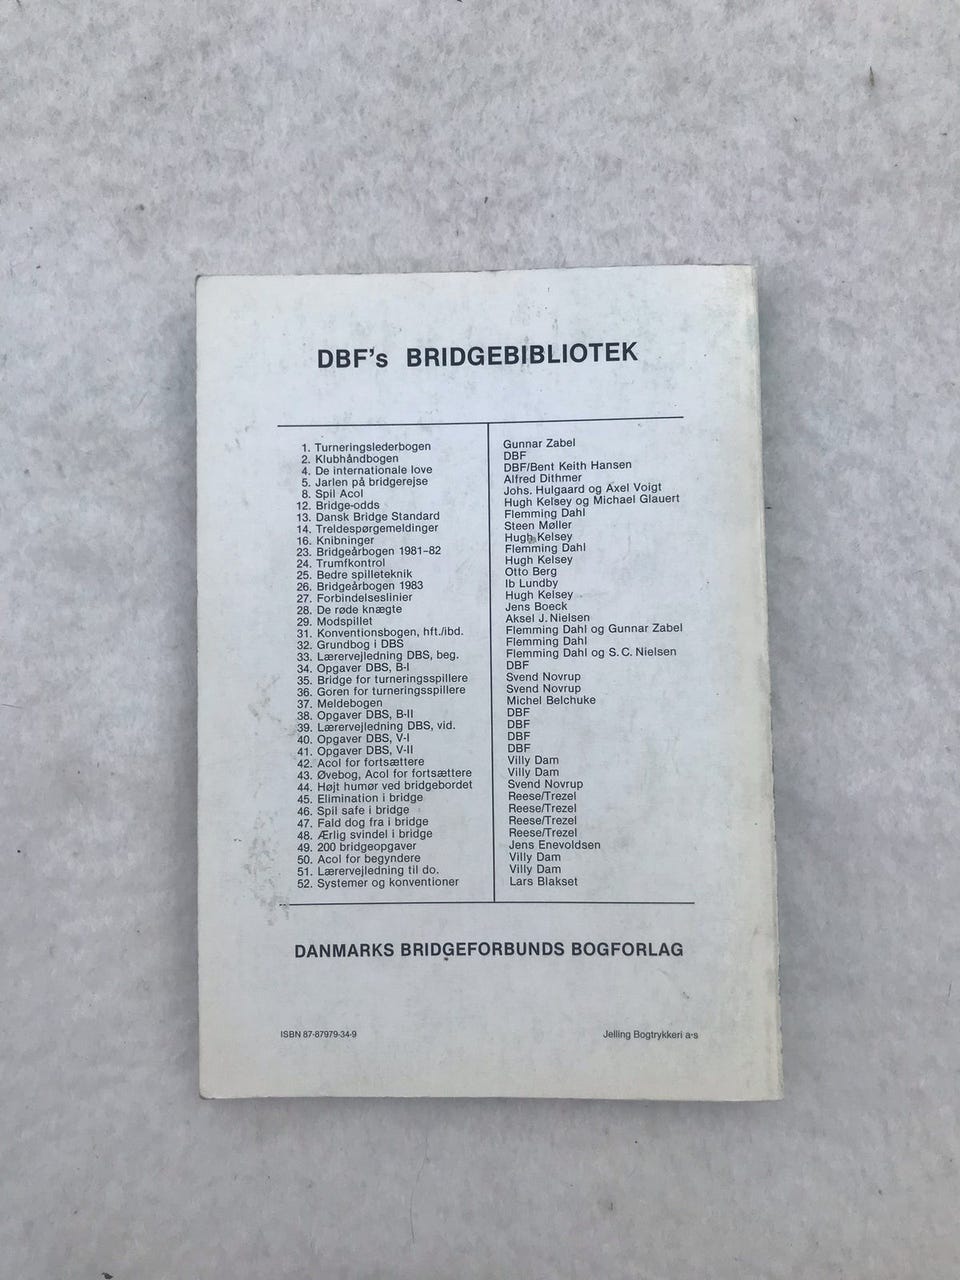 DBF's BRIDGEBIBLIOTEK
1. Turneringslederbogen Gunnar Zabel
2. Klubhåndbogen DBF
4. De internationale love DBF/Bent Keith Hansen
5. Jarlen på bridgerejse Alfred Dithmer
8. Spil Acol Johs. Hulgaard og Axel Voigt
12. Bridge-odds Hugh Kelsey og Michael Glauert
13. Dansk Bridge Standard Flemming Dahl
14. Treldespørgemeldinger Steen Møller
16. Knibninger Hugh Kelsey
23. Bridgeårbogen 1981-82 Flemming Dahl
24. Trumfkontrol Hugh Kelsey
25. Bedre spilleteknik Otto Berg
26. Bridgeårbogen 1983 Ib Lundby
27. Forbindelseslinier Hugh Kelsey
28. De røde knægte Jens Boeck
29. Modspillet Aksel J. Nielsen
31. Konventionsbogen, hft./ibd. Flemming Dahl og Gunnar Zabel
32. Grundbog i DBS Flemming Dahl
33. Lærervejledning DBS, beg. Flemming Dahl og S.C. Nielsen
34. Opgaver DBS, B-I DBF
35. Bridge for turneringsspillere Svend Novrup
36. Goren for turneringsspillere Svend Novrup
37. Meldebogen Michel Belchuke
38. Opgaver DBS, B-II DBF
39. Lærervejledning DBS, vid. DBF
40. Opgaver DBS, V-I DBF
41. Opgaver DBS, V-II DBF
42. Acol for fortsættere Villy Dam
43. Øvebog, Acol for fortsættere Villy Dam
44. Højt humør ved bridgebordet Svend Novrup
45. Elimination i bridge Reese/Trezel
46. Spil safe i bridge Reese/Trezel
47. Fald dog fra i bridge Reese/Trezel
48. Ærlig svindel i bridge Reese/Trezel
49. 200 bridgeopgaver Jens Enevoldsen
50. Acol for begyndere Villy Dam
51. Lærervejledning til do. Villy Dam
52. Systemer og konventioner Lars Blakset
DANMARKS BRIDGEFORBUNDS BOGFORLAG
ISBN 87-87979-34-9 Jelling Bogtrykkeri a-s